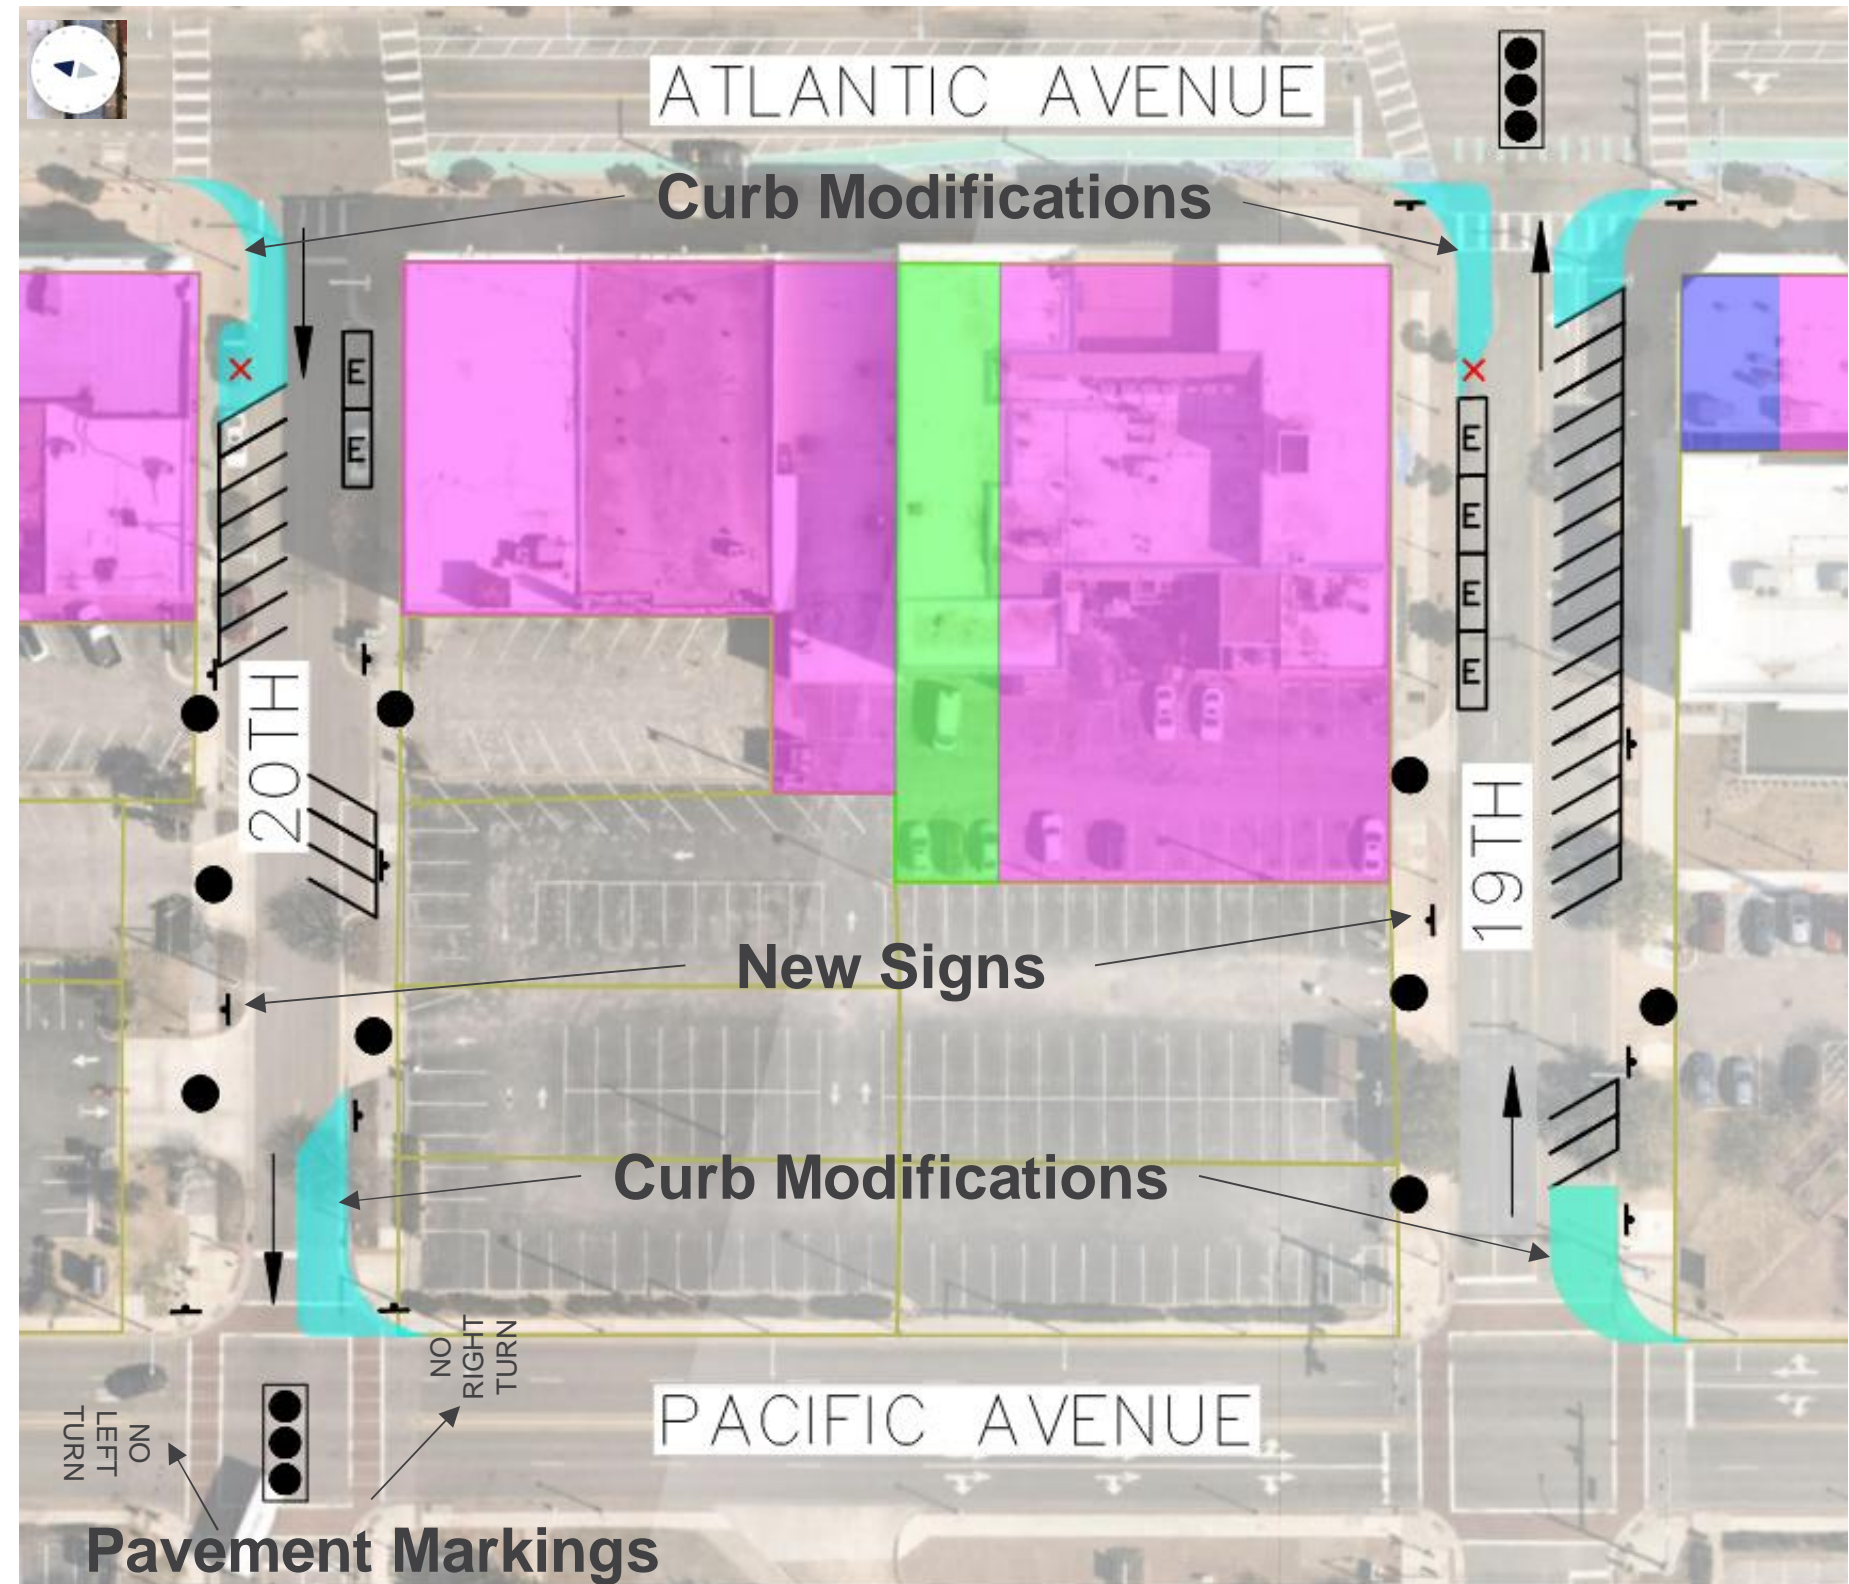 ATLANTIC AVENUE
Curb Modifications
E
E
E
E
E
E
20TH
19TH
New Signs
Curb Modifications
NO
RIGHT
TURN
NO
LEFT
TURN
PACIFIC AVENUE
Pavement Markings